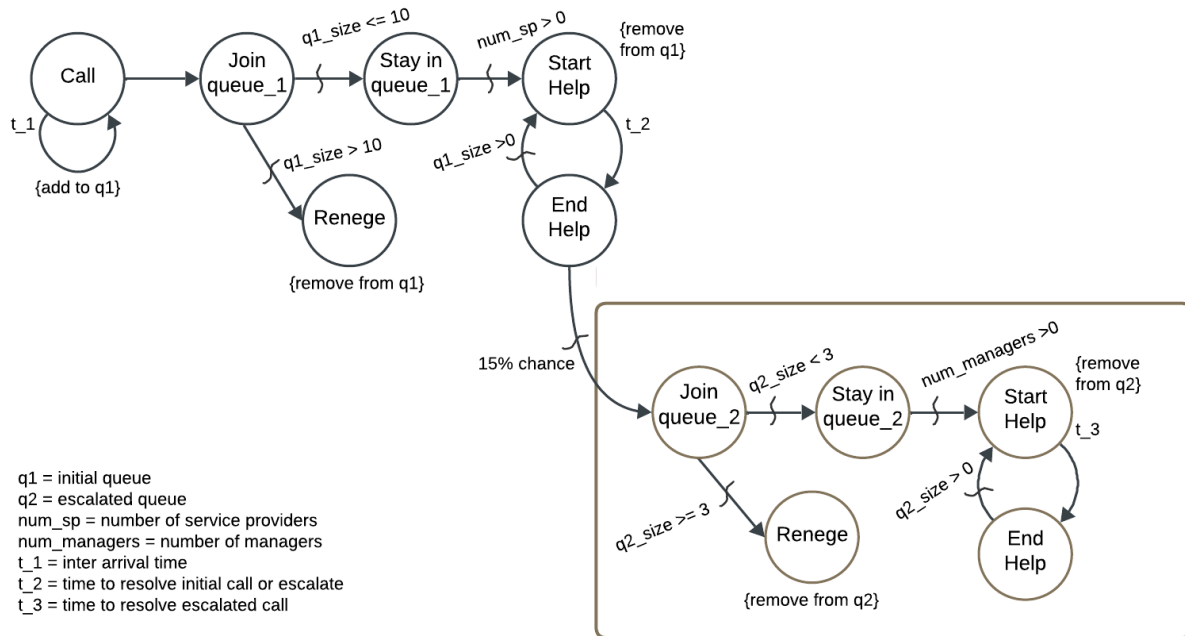 Call
t_1
{add to q1}
Join
queue_1
q1_size <= 10
Stay in
queue_1
num_sp > 0
Start
Help
{remove
from q1}
q1_size > 10
Renege
{remove from q1}
q1_size >0
t_2
End
Help
15% chance
Join
queue_2
q2_size < 3
Stay in
queue_2
num_managers >0
Start
Help
{remove
from q2}
q2_size >= 3
Renege
{remove from q2}
q2_size > 0
t_3
End
Help
q1 = initial queue
q2 = escalated queue
num_sp = number of service providers
num_managers = number of managers
t_1 = inter arrival time
t_2 = time to resolve initial call or escalate
t_3 = time to resolve escalated call